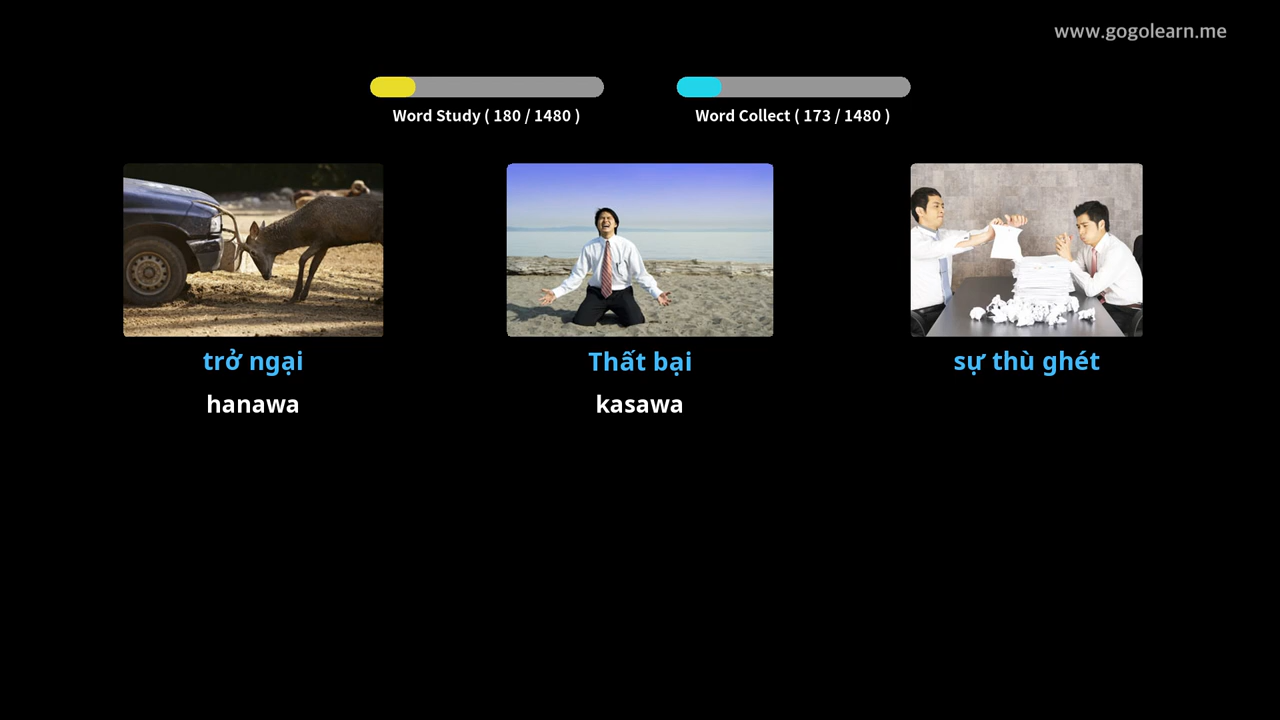 www.gogolearn.me
Word Study ( 180 / 1480 )
Word Collect ( 173 / 1480 )
trở ngại
hanawa
Thất bại
kasawa
sự thù ghét